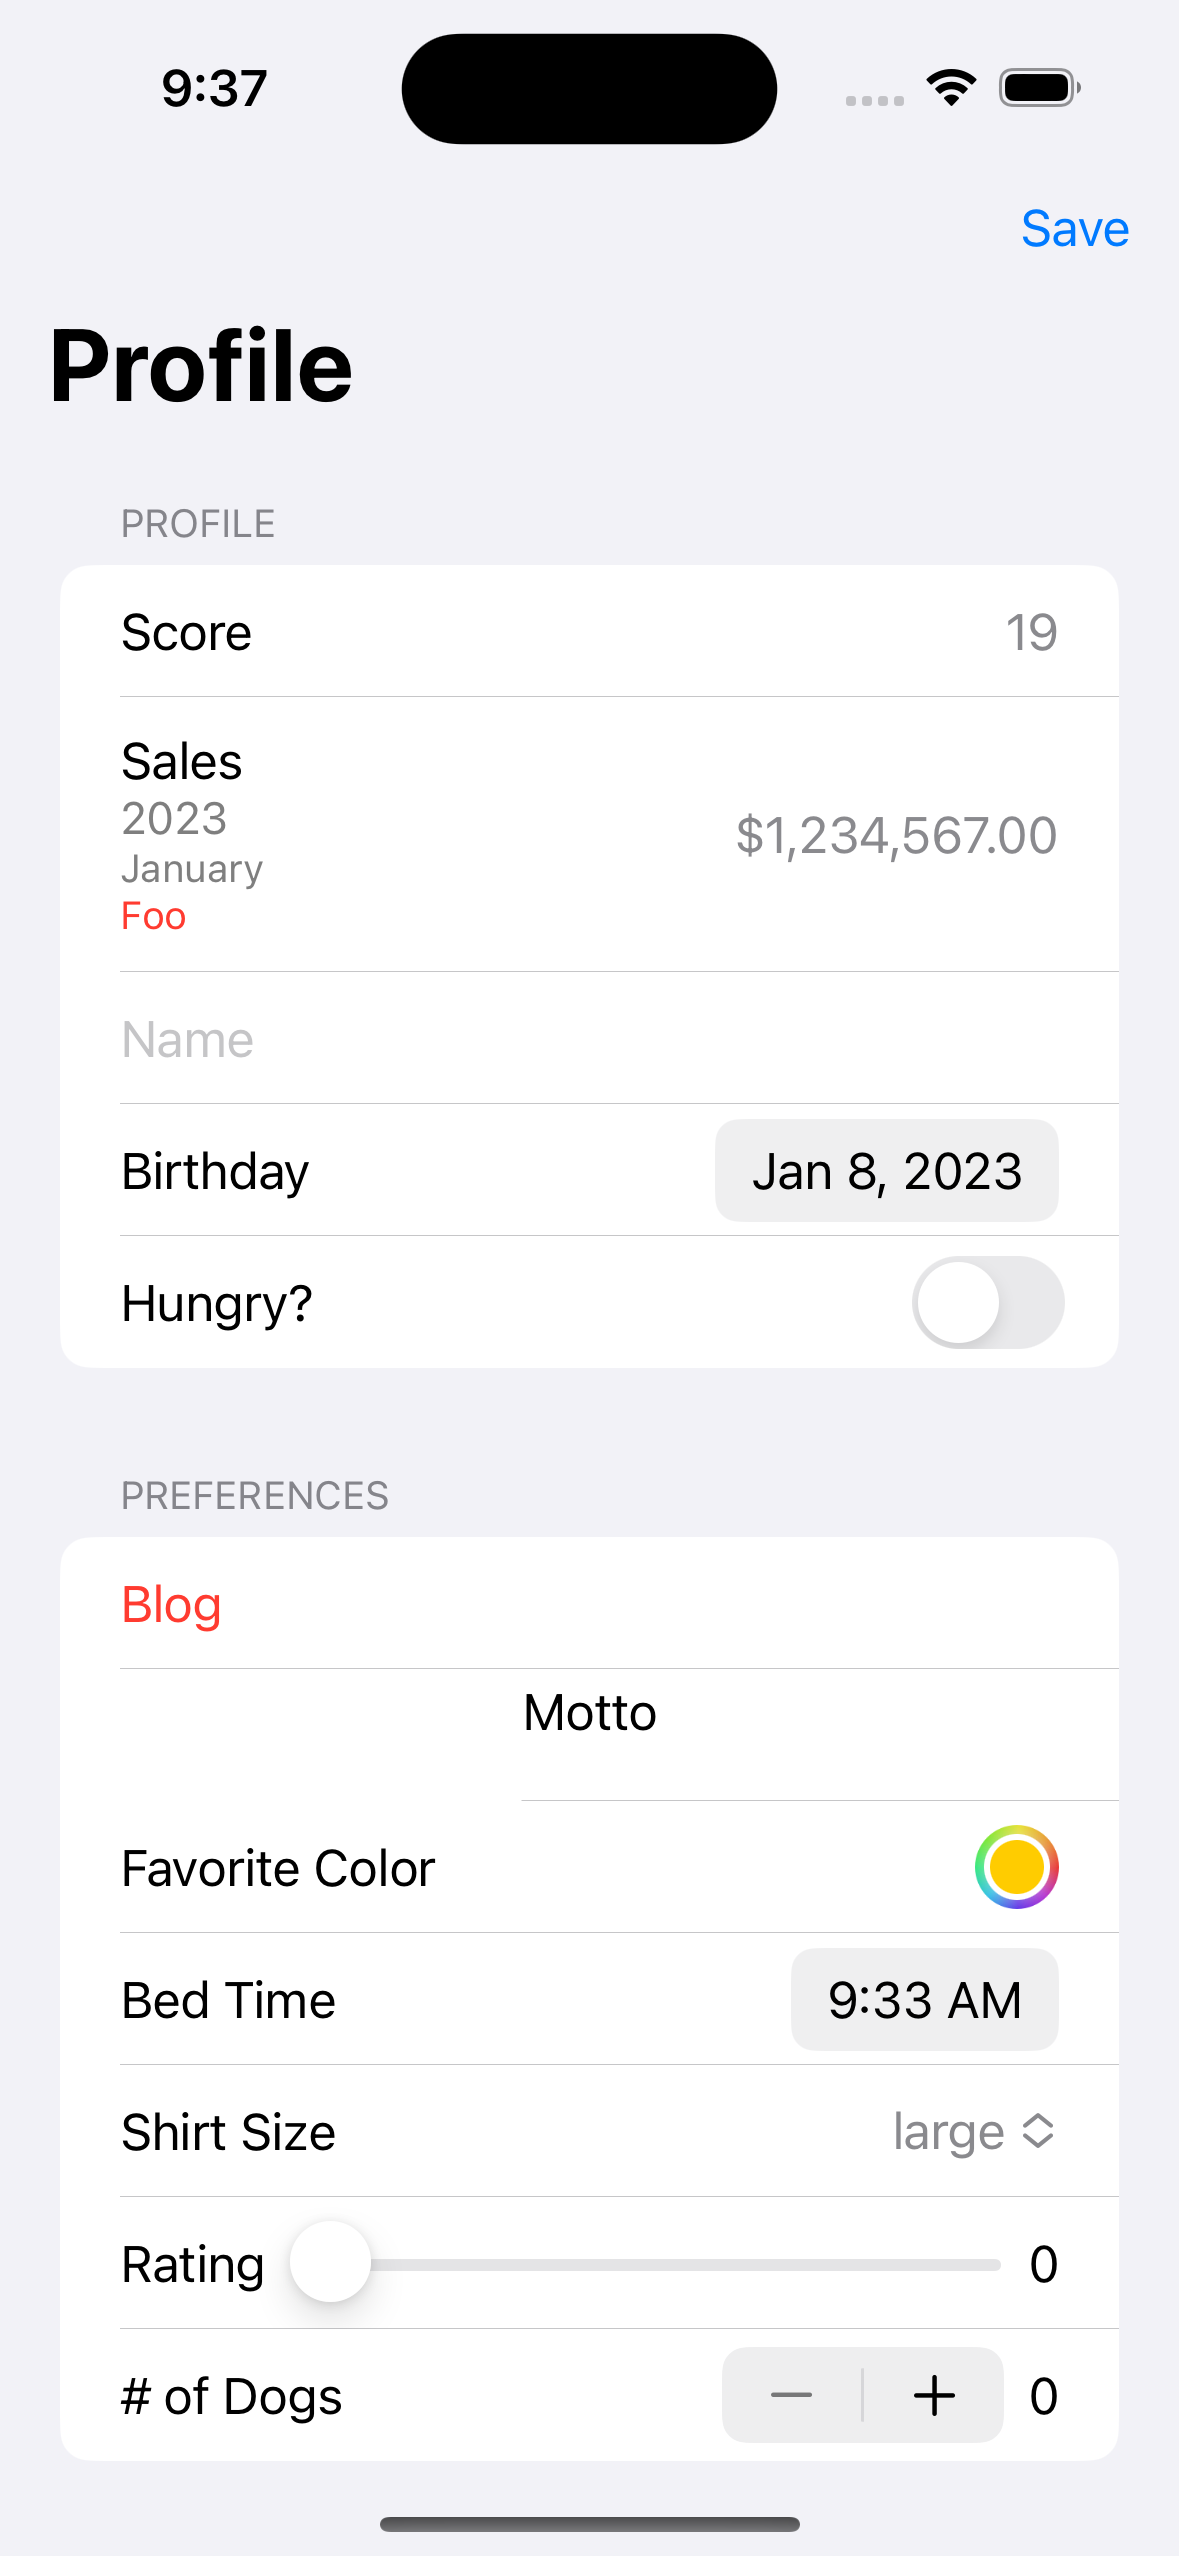 9:37
Save
Profile
PROFILE
Score 19
Sales
2023
$1,234,567.00
January
Foo
Name
Birthday Jan 8, 2023
Hungry?
PREFERENCES
Blog
Motto
Favorite Color
Bed Time 9:33 AM
Shirt Size large
Rating 0
# of Dogs 0